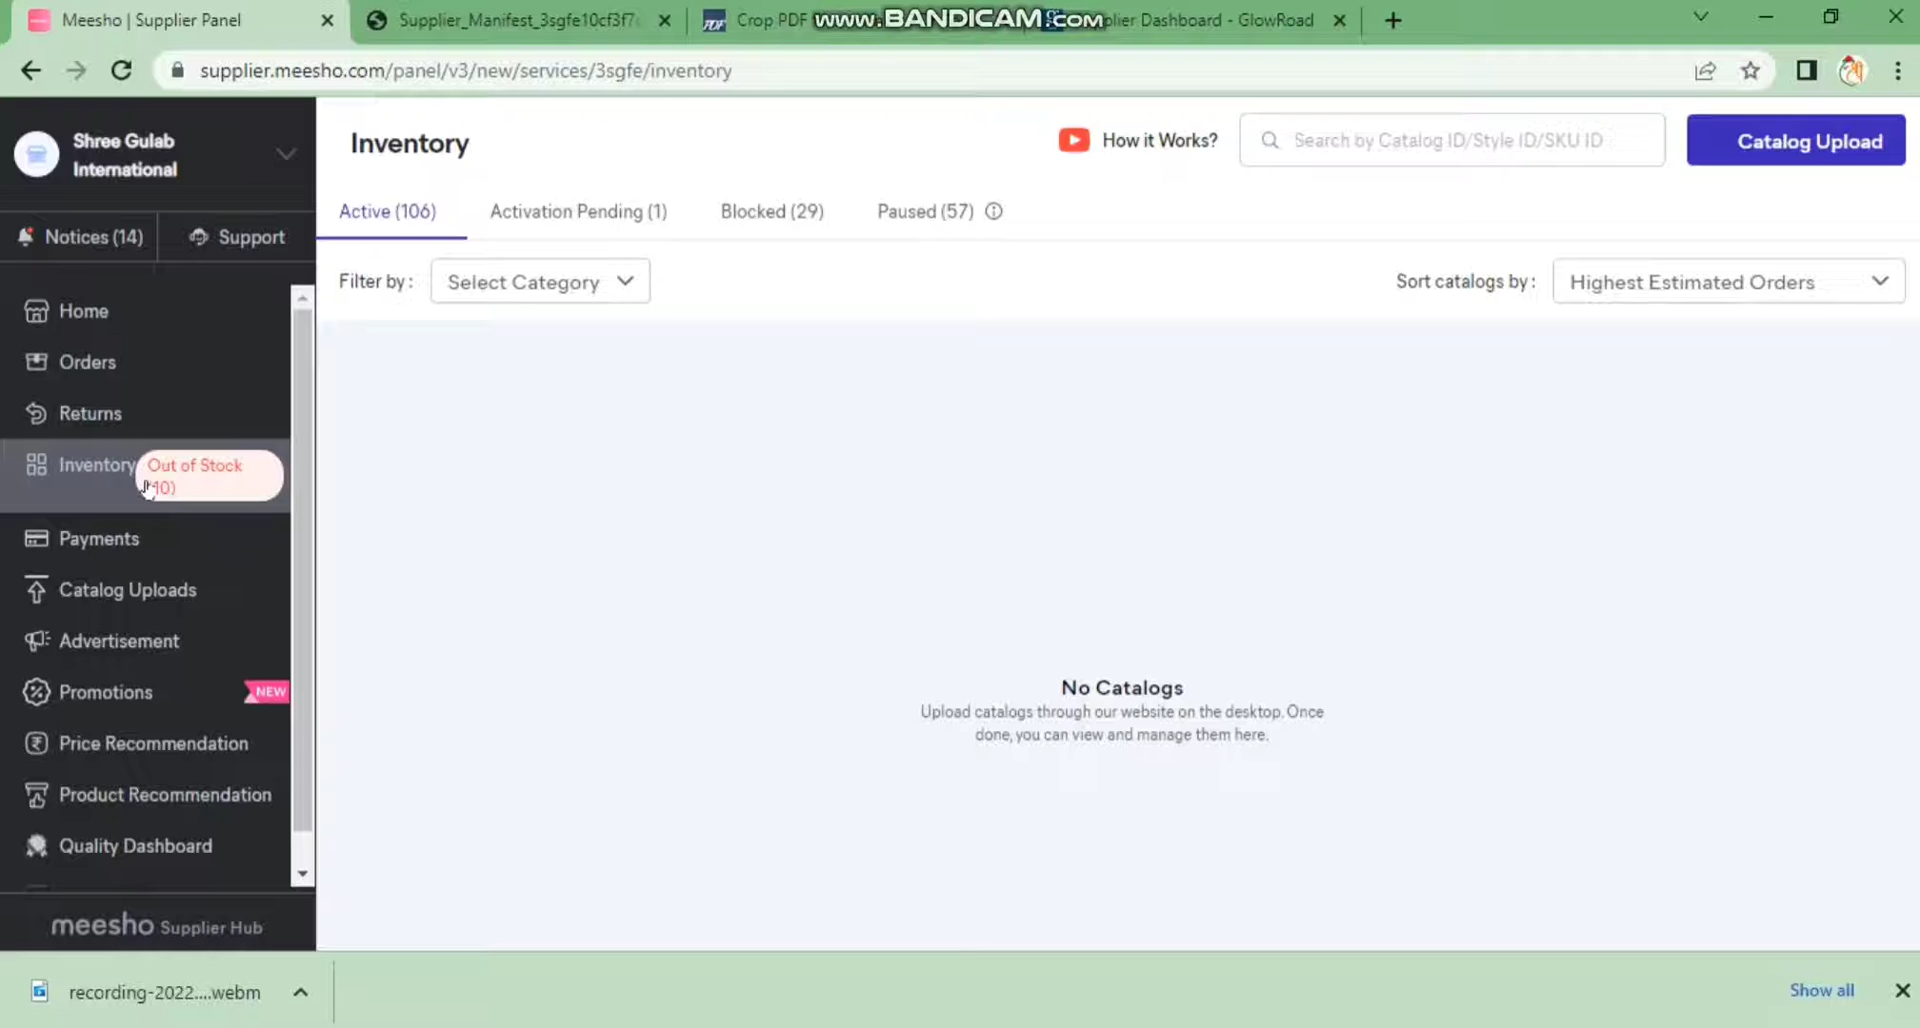 Meesho | Supplier Panel
Supplier_Manifest_3sgfe10cf3f7
Crop PDF
www.BANDICAM.com
plier Dashboard - GlowRoad
supplier.meesho.com/panel/v3/new/services/3sgfe/inventory
Shree Gulab
International
Notices (14)
Support
Home
Orders
Returns
Inventory
Out of Stock
10)
Payments
Catalog Uploads
Advertisement
Promotions
NEW
Price Recommendation
Product Recommendation
Quality Dashboard
meesho Supplier Hub
Inventory
How it Works?
Search by Catalog ID/Style ID/SKU ID
Catalog Upload
Active (106)
Activation Pending (1)
Blocked (29)
Paused (57)
Filter by :
Select Category
Sort catalogs by :
Highest Estimated Orders
No Catalogs
Upload catalogs through our website on the desktop. Once
done, you can view and manage them here.
recording-2022....webm
Show all